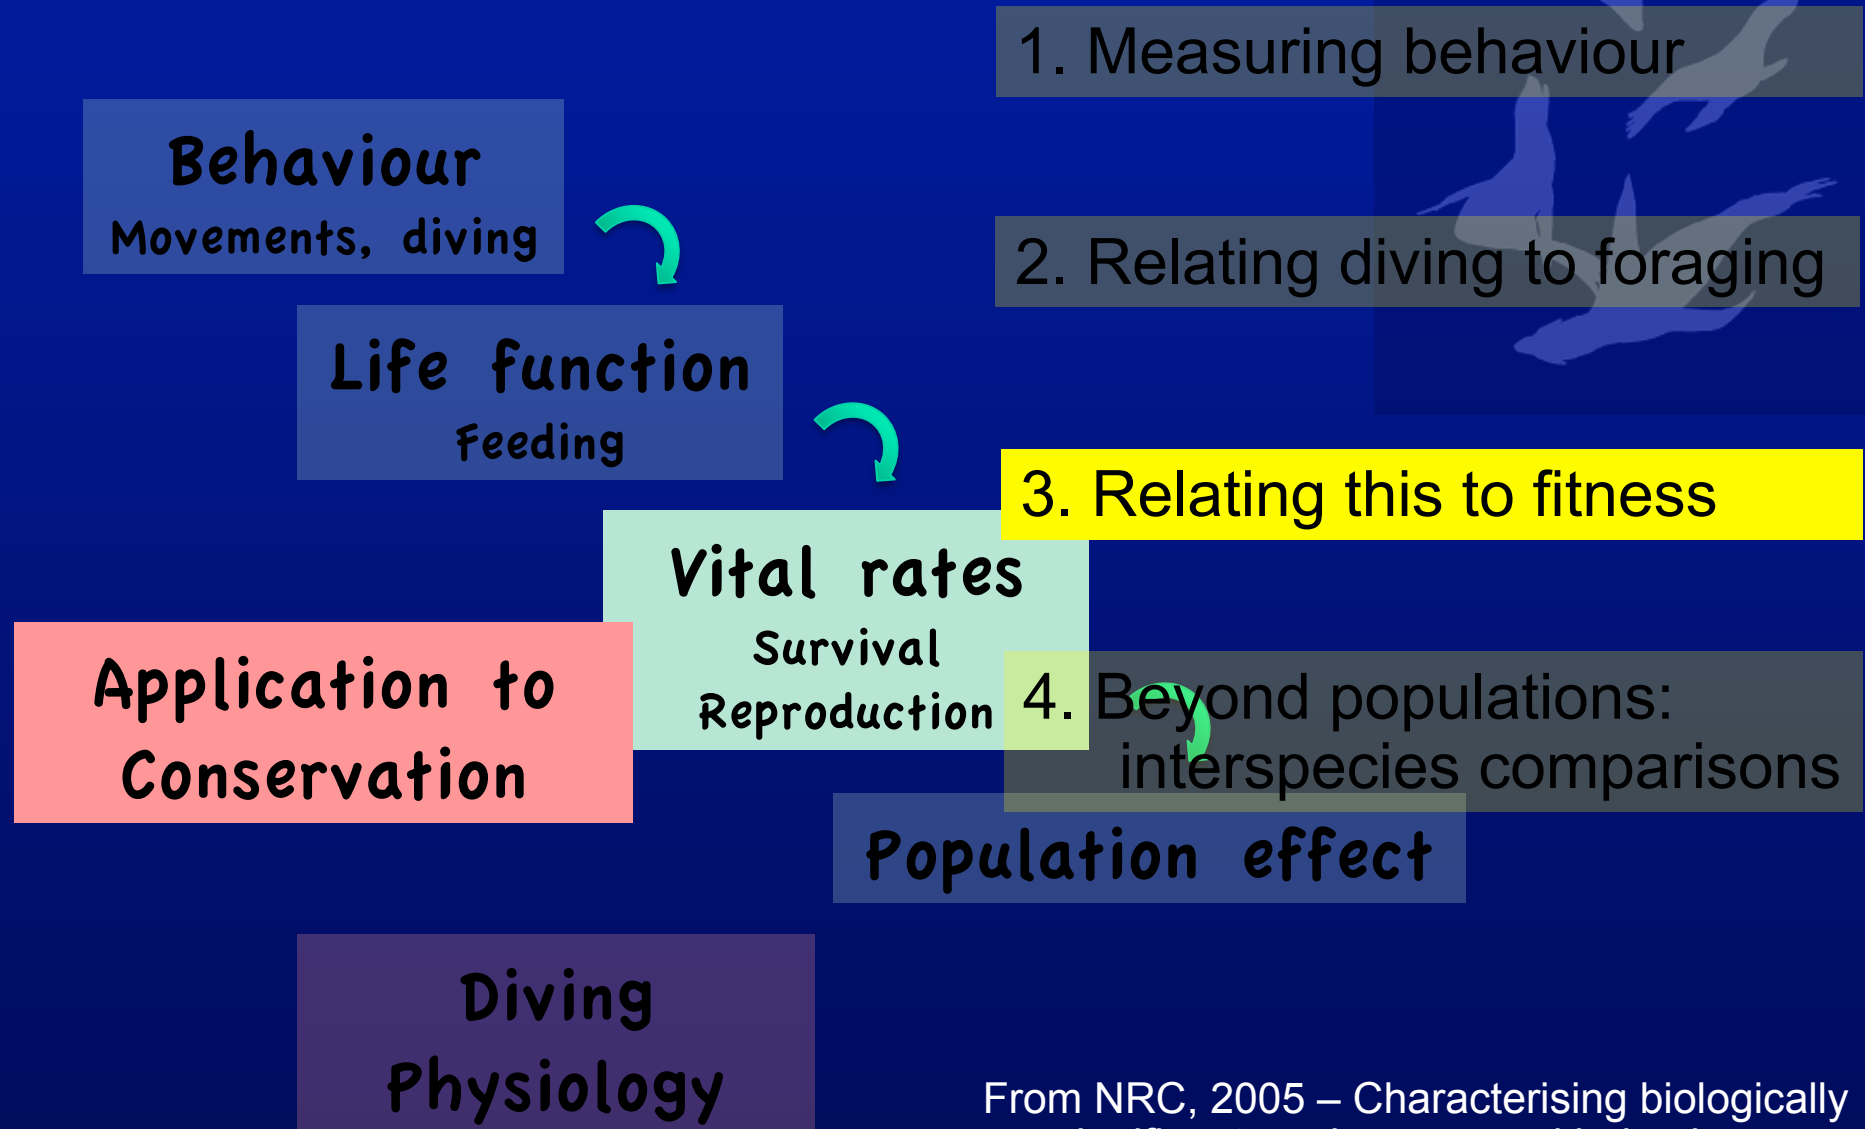 1. Measuring behaviour
Behaviour
Movements, diving
2. Relating diving to foraging
Life function
Feeding
3. Relating this to fitness
Vital rates
Survival
Reproduction
Application to
Conservation
4. Beyond populations:
interspecies comparisons
Population effect
Diving
Physiology
From NRC, 2005 – Characterising biologically